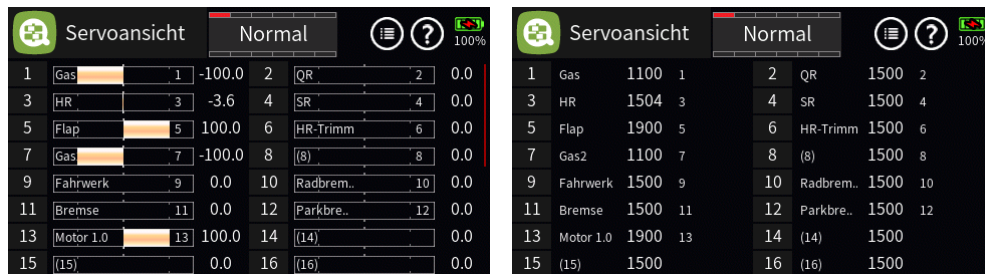 Servoansicht Normal ? 100%
1 Gas 1 -100.0 2 QR 2 0.0
3 HR 3 -3.6 4 SR 4 0.0
5 Flap 5 100.0 6 HR-Trimm 6 0.0
7 Gas 7 -100.0 8 (8) 8 0.0
9 Fahrwerk 9 0.0 10 Radbrem.. 10 0.0
11 Bremse 11 0.0 12 Parkbre.. 12 0.0
13 Motor 1.0 13 100.0 14 (14) 0.0
15 (15) 0.0 16 (16) 0.0
Servoansicht Normal ? 100%
1 Gas 1100 1 2 QR 1500 2
3 HR 1504 3 4 SR 1500 4
5 Flap 1900 5 6 HR-Trimm 1500 6
7 Gas2 1100 7 8 (8) 1500 8
9 Fahrwerk 1500 9 10 Radbrem.. 1500 10
11 Bremse 1500 11 12 Parkbre.. 1500 12
13 Motor 1.0 1900 13 14 (14) 1500
15 (15) 1500 16 (16) 1500